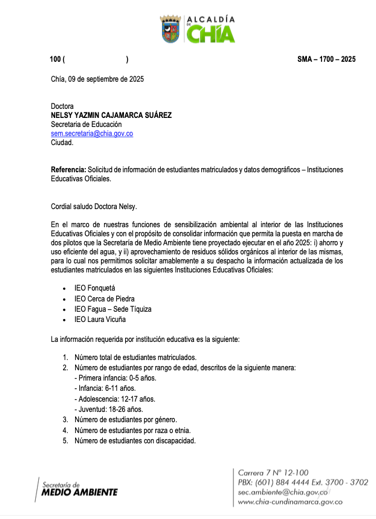 ALCALDÍA
DE CHÍA
100 ( ) SMA – 1700 – 2025
Chía, 09 de septiembre de 2025
Doctora
NELSY YAZMIN CAJAMARCA SUÁREZ
Secretaria de Educación
sem.secretaria@chia.gov.co
Ciudad.
Referencia: Solicitud de información de estudiantes matriculados y datos demográficos – Instituciones
Educativas Oficiales.
Cordial saludo Doctora Nelsy.
En el marco de nuestras funciones de sensibilización ambiental al interior de las Instituciones
Educativas Oficiales y con el propósito de consolidar información que permita la puesta en marcha de
dos pilotos que la Secretaría de Medio Ambiente tiene proyectado ejecutar en el año 2025: i) ahorro y
uso eficiente del agua, y ii) aprovechamiento de residuos sólidos orgánicos al interior de las mismas,
para lo cual nos permitimos solicitar amablemente a su despacho la información actualizada de los
estudiantes matriculados en las siguientes Instituciones Educativas Oficiales:
• IEO Fonquetá
• IEO Cerca de Piedra
• IEO Fagua – Sede Tíquiza
• IEO Laura Vicuña
La información requerida por institución educativa es la siguiente:
1. Número total de estudiantes matriculados.
2. Número de estudiantes por rango de edad, descritos de la siguiente manera:
- Primera infancia: 0-5 años.
- Infancia: 6-11 años.
- Adolescencia: 12-17 años.
- Juventud: 18-26 años.
3. Número de estudiantes por género.
4. Número de estudiantes por raza o etnia.
5. Número de estudiantes con discapacidad.
Secretaría de
MEDIO AMBIENTE
Carrera 7 N° 12-100
PBX: (601) 884 4444 Ext. 3700 - 3702
sec.ambiente@chia.gov.co
www.chia-cundinamarca.gov.co